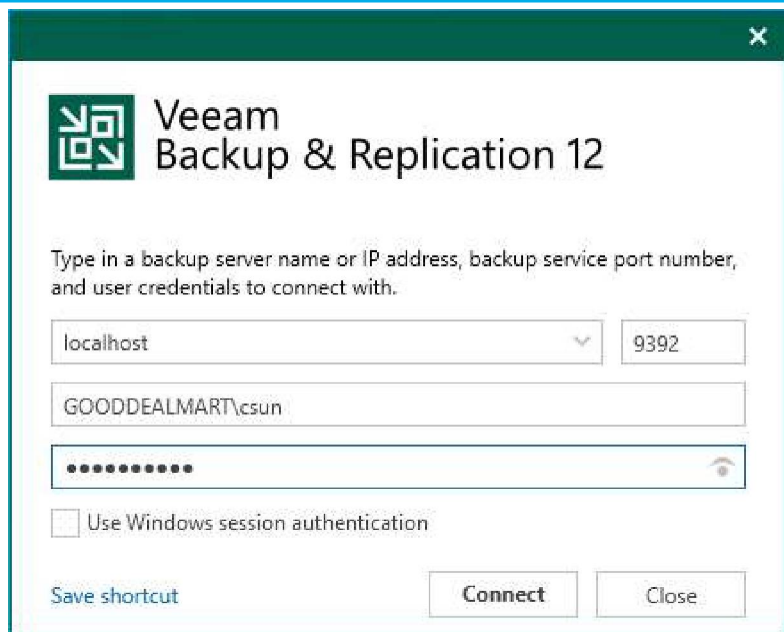 Veeam
Backup & Replication 12
Type in a backup server name or IP address, backup service port number,
and user credentials to connect with.
localhost
9392
GOODDEALMART\csun
••••••••••
Use Windows session authentication
Save shortcut
Connect
Close